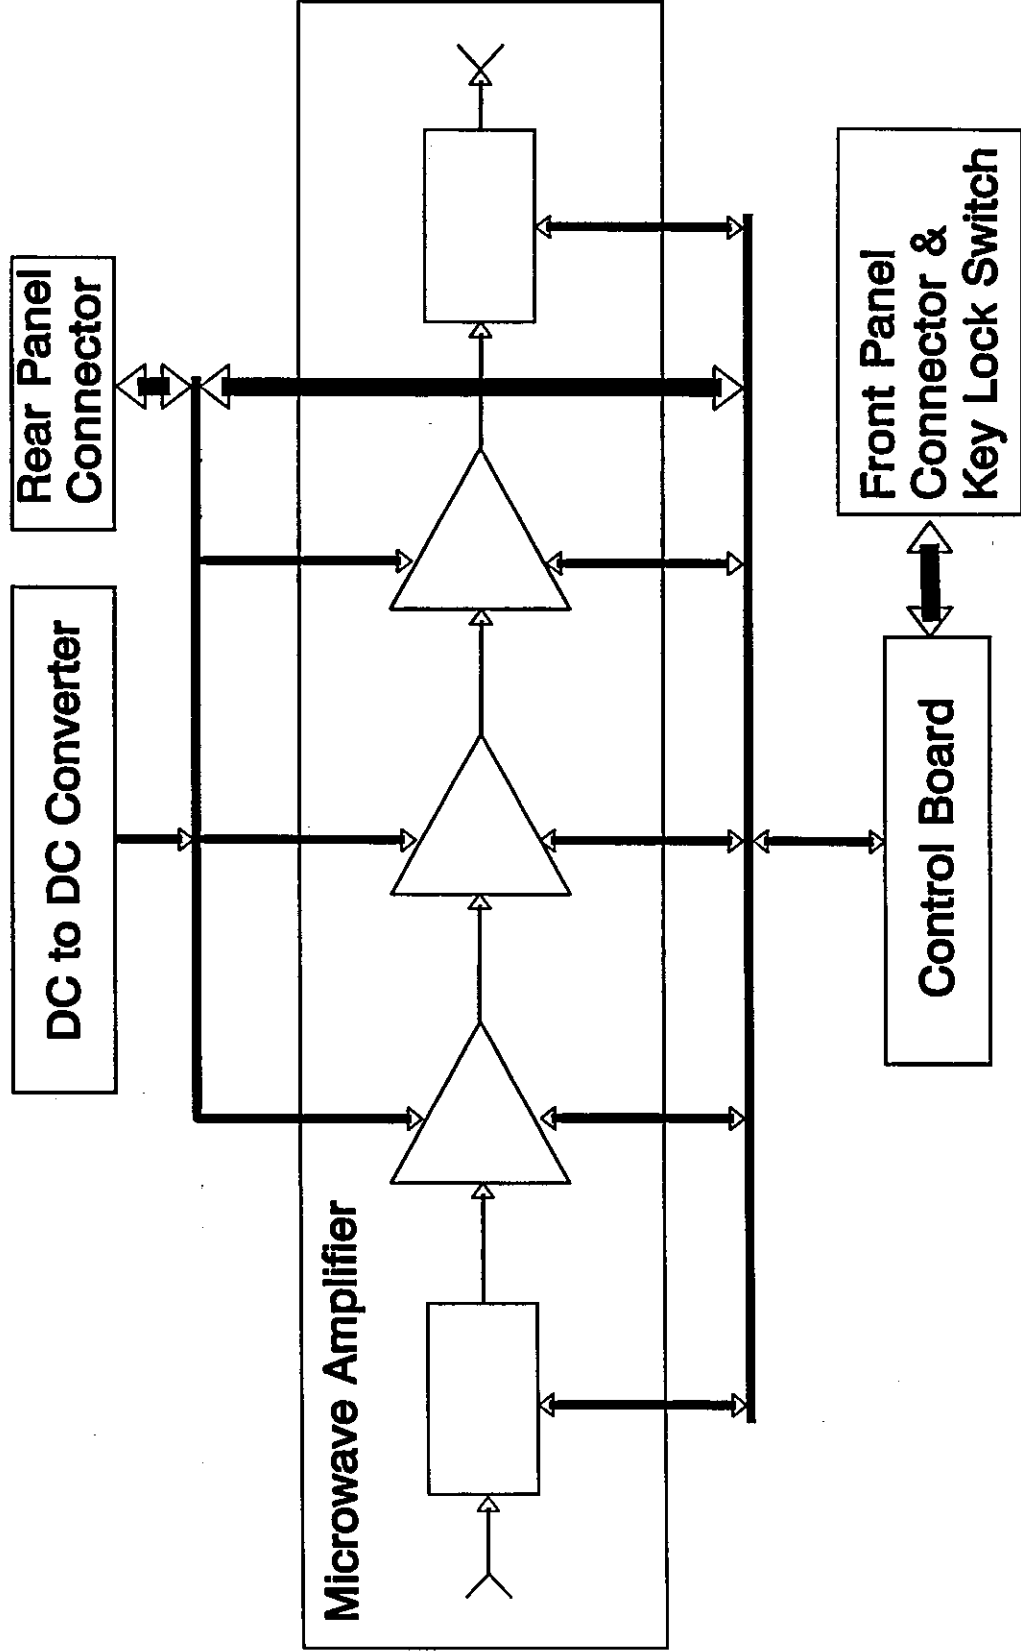 DC to DC Converter
Rear Panel
Connector
Microwave Amplifier
Control Board
Front Panel
Connector &
Key Lock Switch